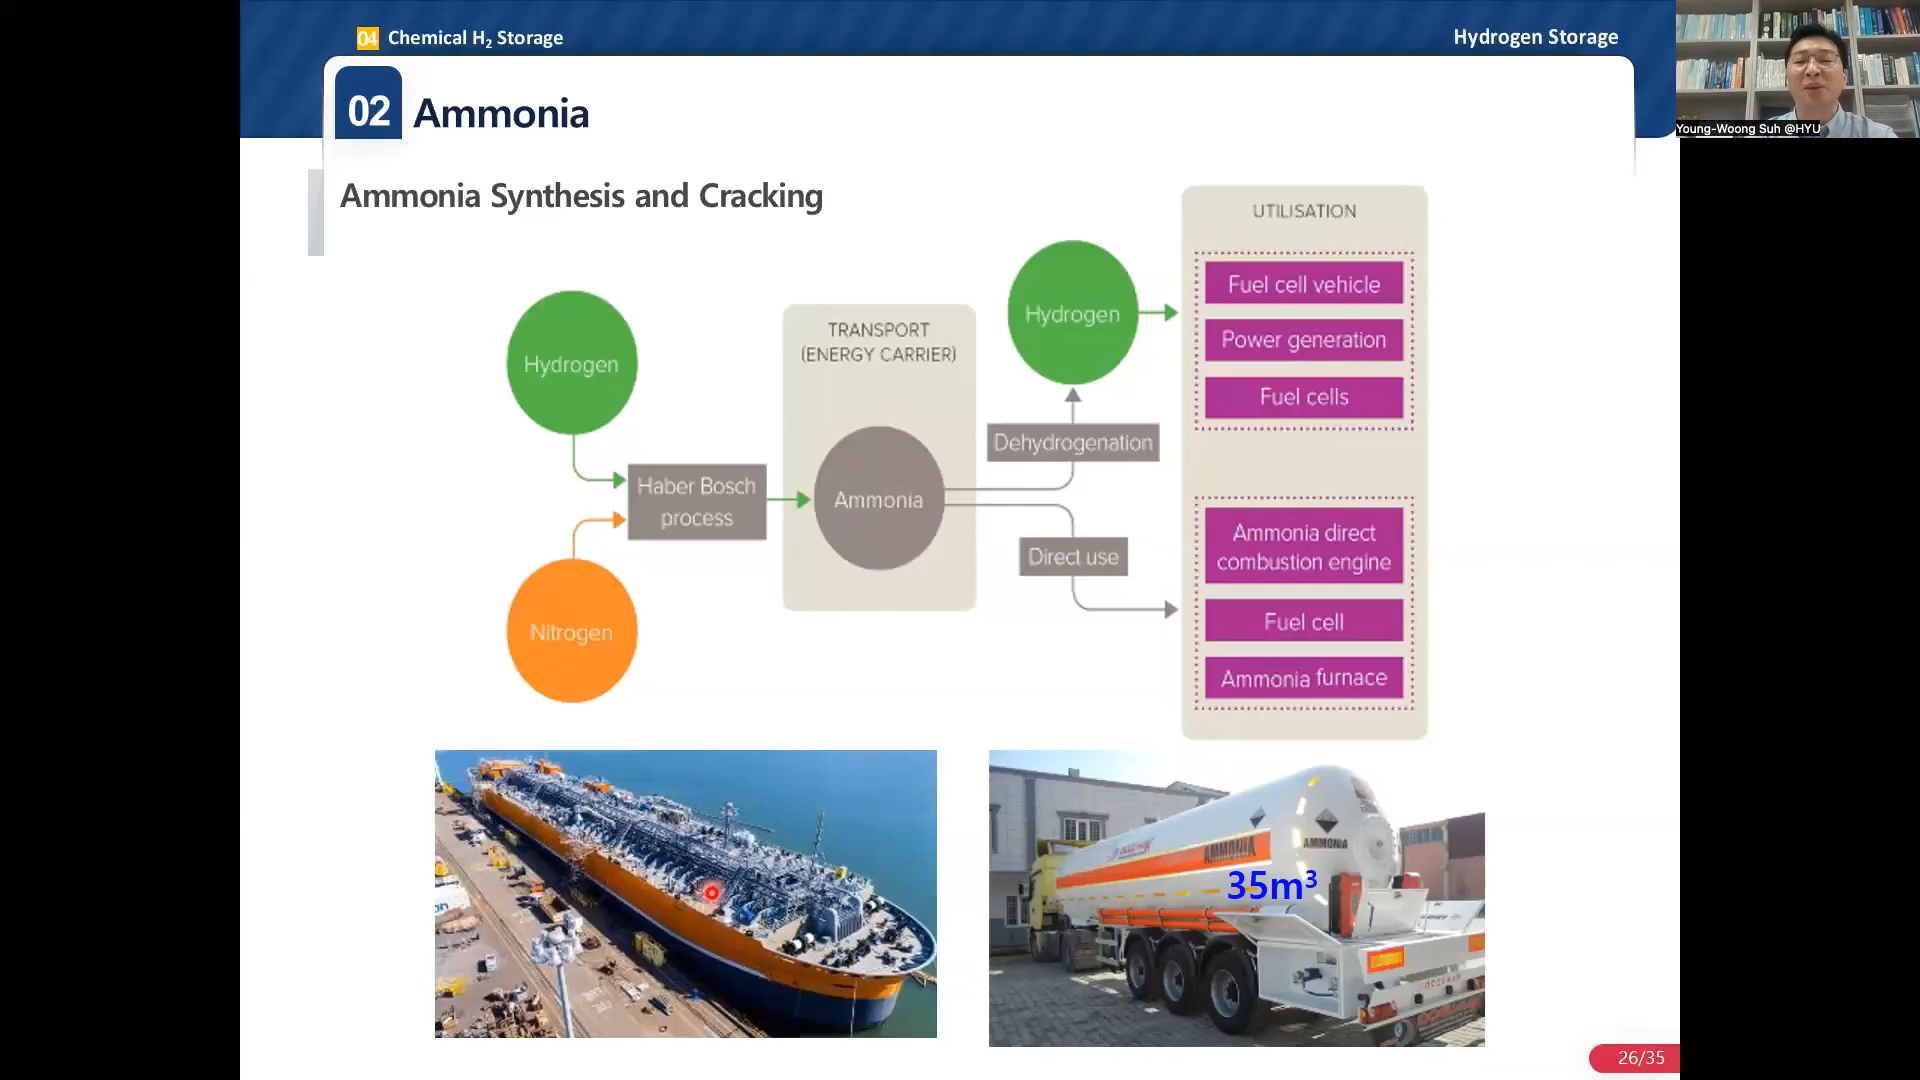 04 Chemical H₂ Storage
Hydrogen Storage
Young-Woong Suh @HYU
02 Ammonia
Ammonia Synthesis and Cracking
Hydrogen
Nitrogen
Haber Bosch
process
TRANSPORT
(ENERGY CARRIER)
Ammonia
Hydrogen
Dehydrogenation
Direct use
UTILISATION
Fuel cell vehicle
Power generation
Fuel cells
Ammonia direct
combustion engine
Fuel cell
Ammonia furnace
AMMONIA
AMMONIA
35m³
26/35